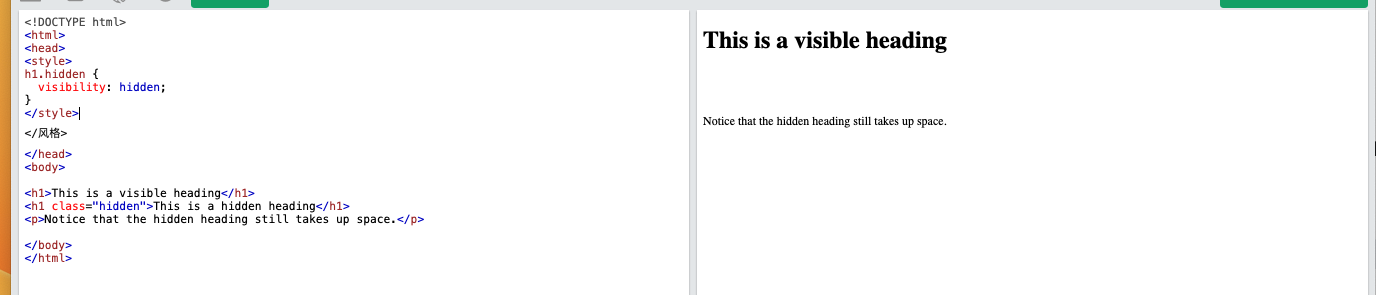 <!DOCTYPE html>
<html>
<head>
<style>
h1.hidden {
  visibility: hidden;
}
</style>
</风格>
</head>
<body>
<h1>This is a visible heading</h1>
<h1 class="hidden">This is a hidden heading</h1>
<p>Notice that the hidden heading still takes up space.</p>
</body>
</html>
This is a visible heading
Notice that the hidden heading still takes up space.